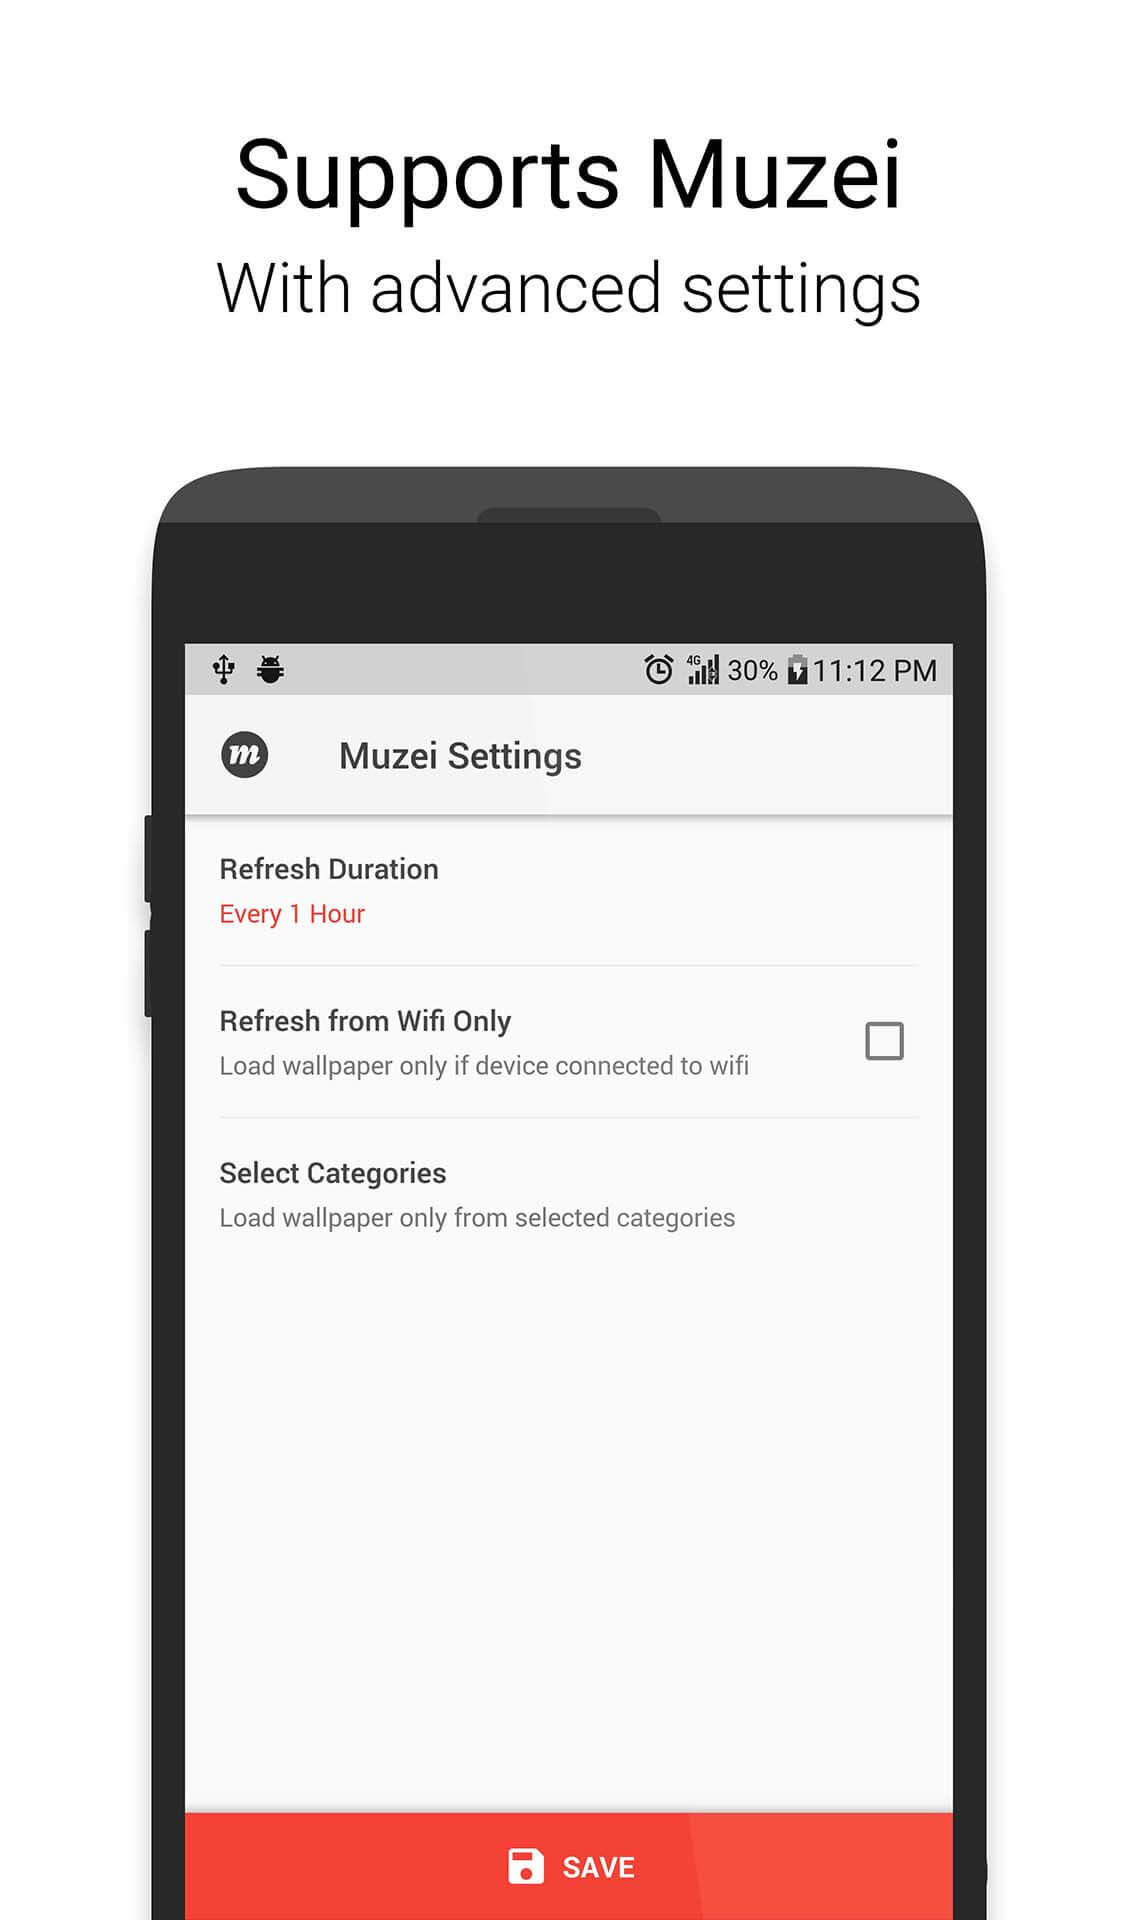 Supports Muzei
With advanced settings
4G 30% 11:12 PM
m Muzei Settings
Refresh Duration
Every 1 Hour
Refresh from Wifi Only
Load wallpaper only if device connected to wifi
Select Categories
Load wallpaper only from selected categories
SAVE